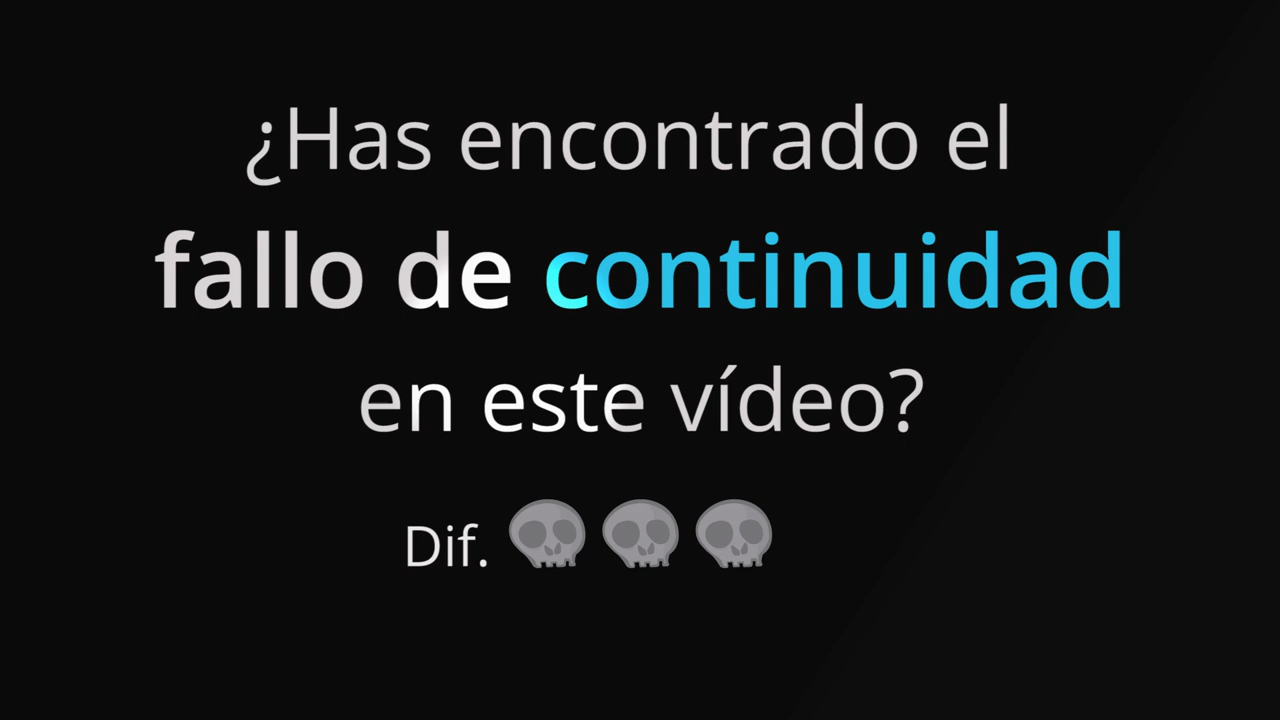 ¿Has encontrado el
fallo de continuidad
en este vídeo?
Dif.